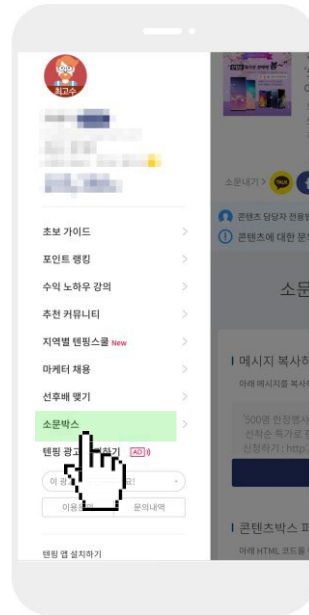 최고수
초보 가이드
포인트 랭킹
수익 노하우 강의
추천 커뮤니티
지역별 텐핑스쿨 New
마케터 채용
선후배 맺기
소문박스
텐핑 광고 하기 AD
이용 문의내역
텐핑 앱 설치하기
소문내기 >
TALK
콘텐츠 담당자 전용
콘텐츠에 대한 문
소문
메시지 복사하
아래 메시지를 복사
'500명 한정행사
선착순 특가로
신청하기 : http:
콘텐츠박스 퍼
아래 HTML 코드를